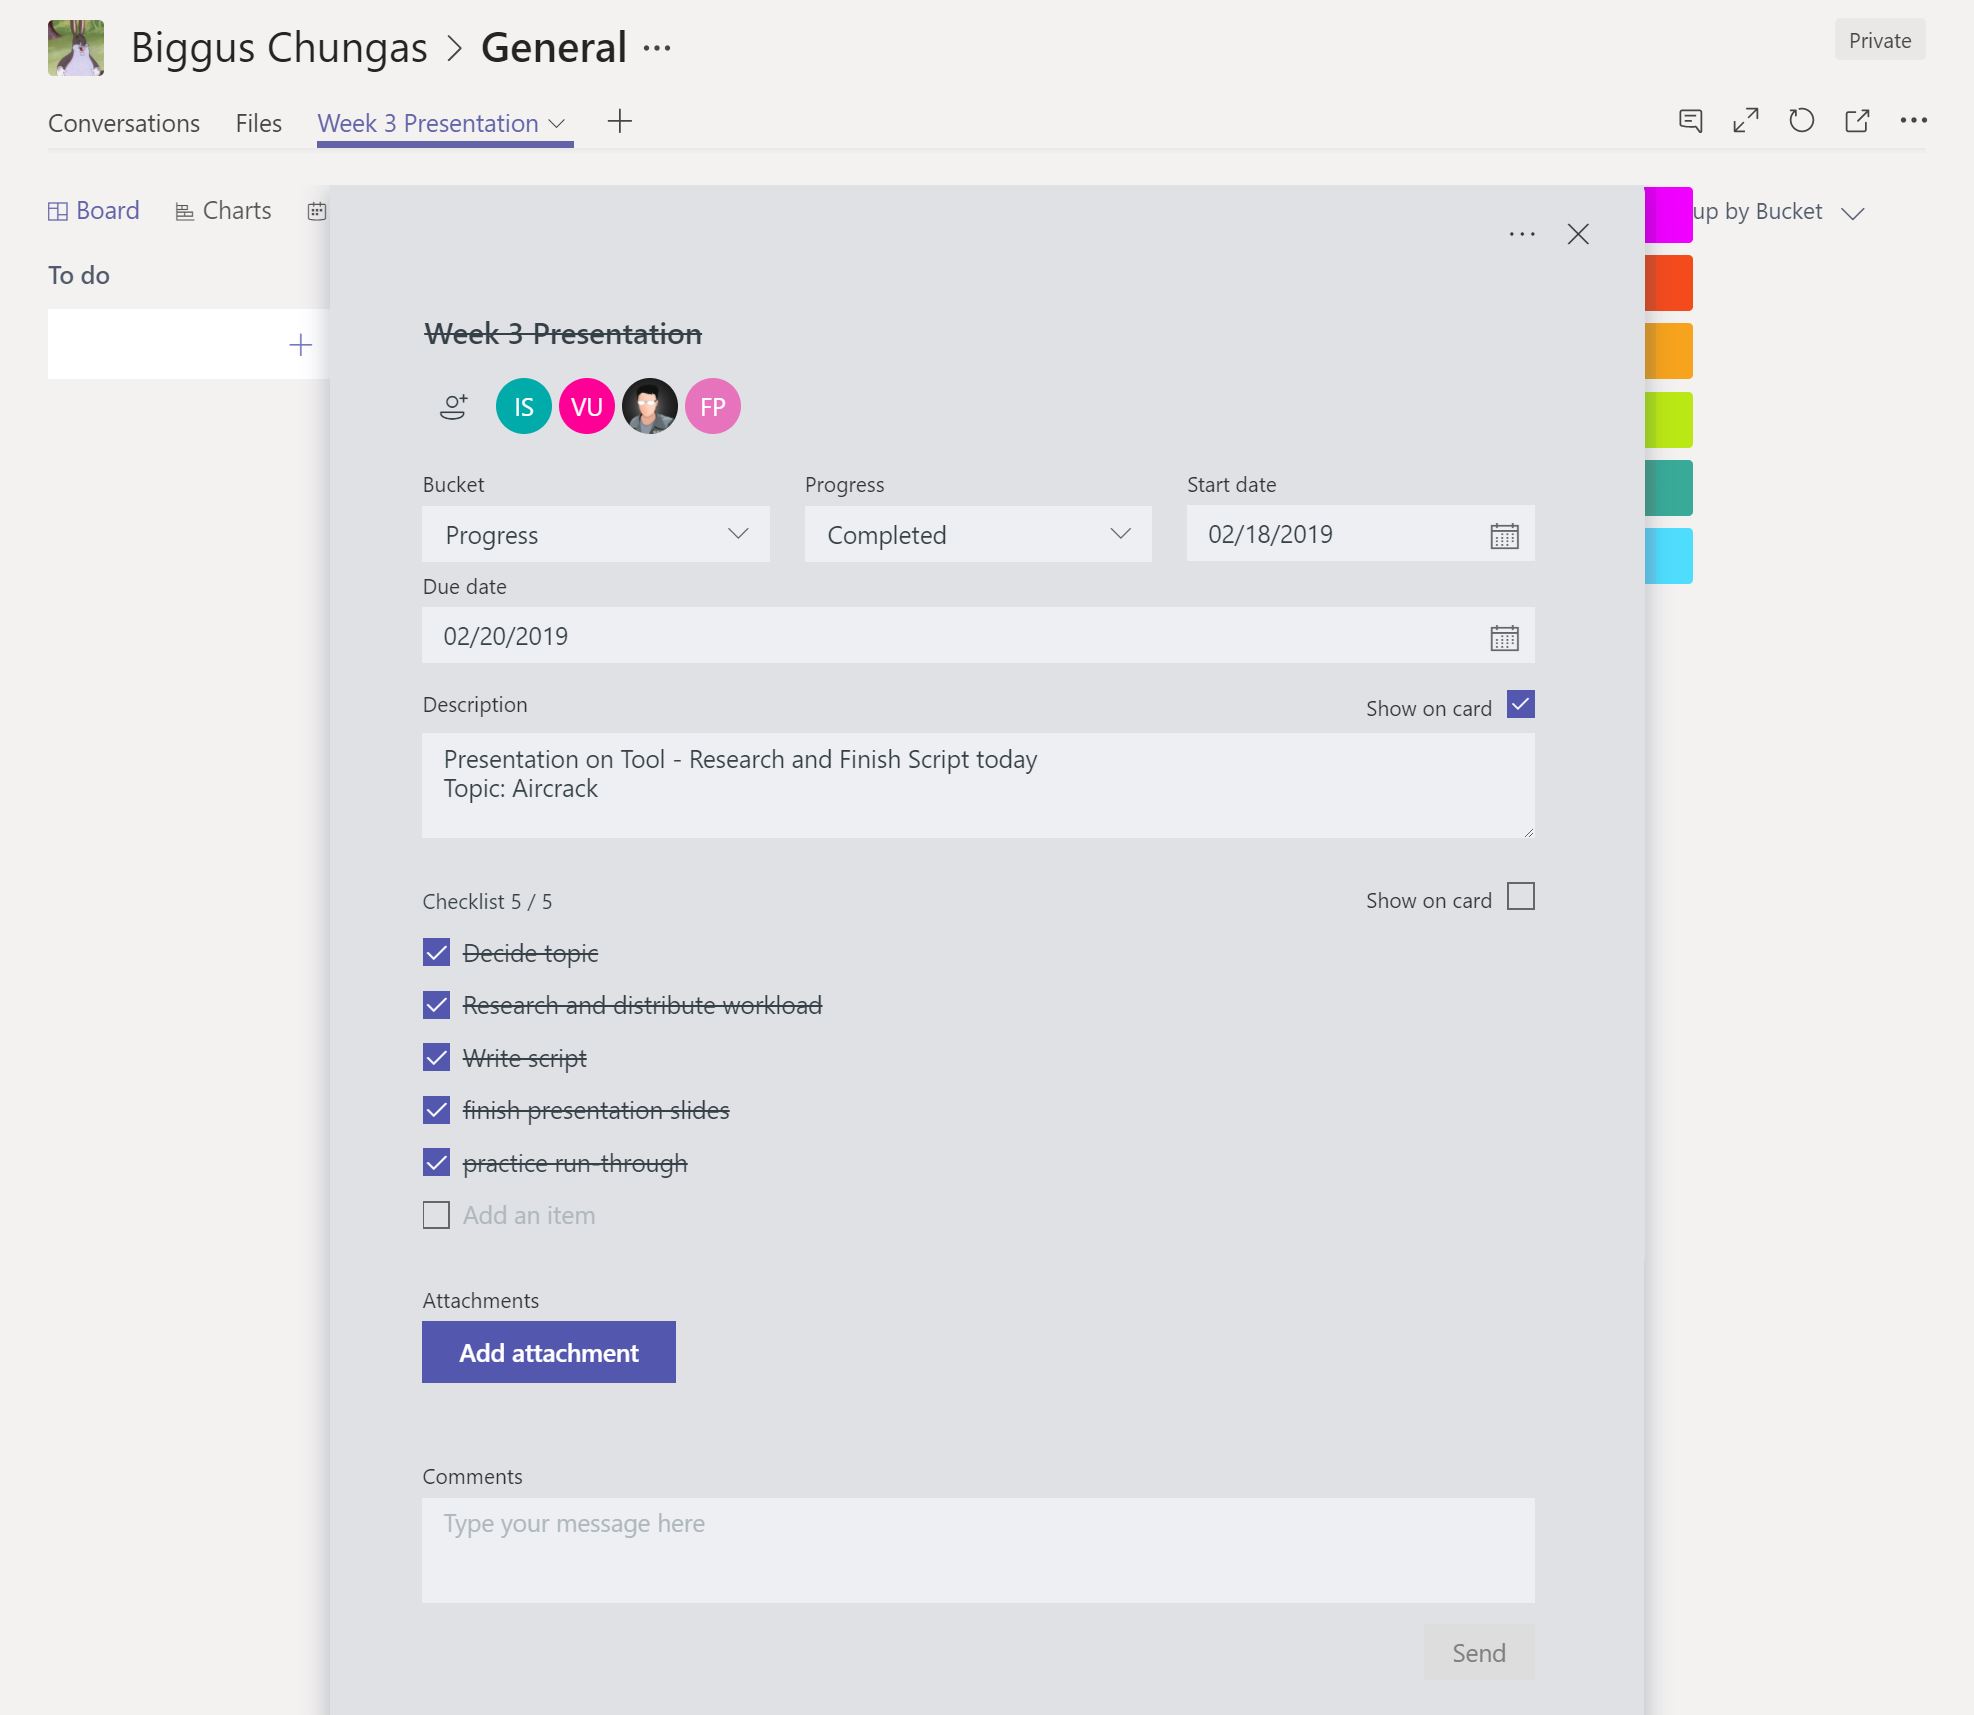 Biggus Chungas > General ...
Private
Conversations Files Week 3 Presentation
Board Charts
up by Bucket
To do
Week 3 Presentation
IS VU FP
Bucket Progress Start date
Progress Completed 02/18/2019
Due date
02/20/2019
Description Show on card
Presentation on Tool - Research and Finish Script today
Topic: Aircrack
Checklist 5 / 5 Show on card
Decide topic
Research and distribute workload
Write script
finish presentation slides
practice run-through
Add an item
Attachments
Add attachment
Comments
Type your message here
Send